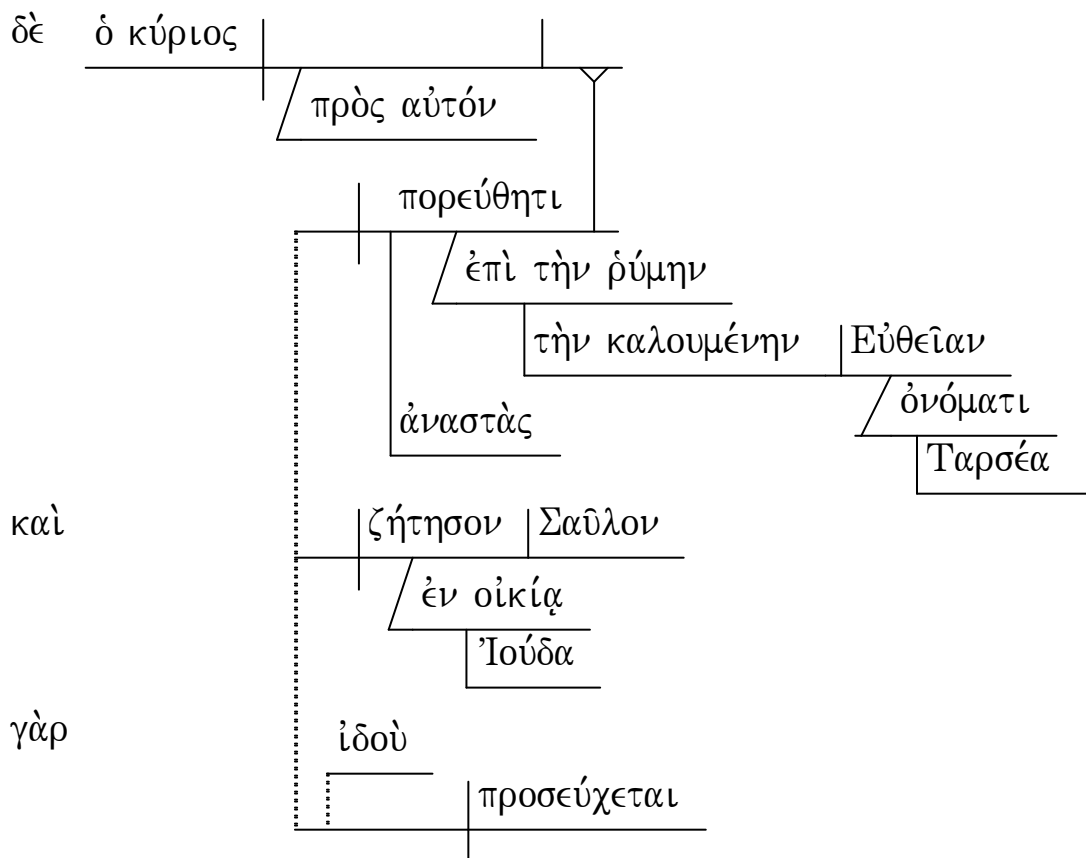 δὲ ὁ κύριος
πρὸς αὐτόν
πορεύθητι
ἐπὶ τὴν ῥύμην
τὴν καλουμένην Εὐθεῖαν
ὀνόματι
ἀναστὰς
Ταρσέα
καὶ ζήτησον Σαῦλον
ἐν οἰκίᾳ
Ἰούδα
γὰρ ἰδοὺ
προσεύχεται